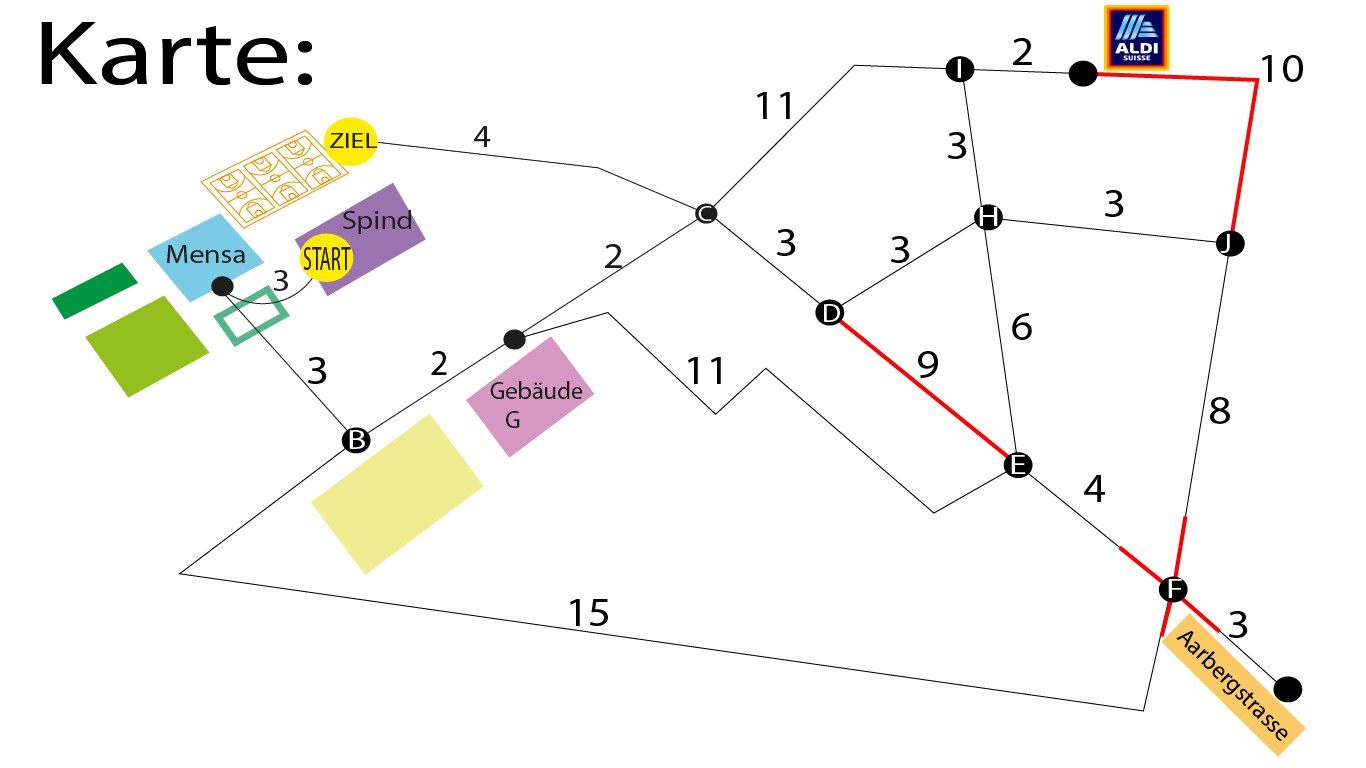 Karte:
ALDI
SUISSE
2
10
I
11
ZIEL
4
3
Spind
C
H
3
J
Mensa
START
3
2
3
3
6
D
3
2
11
9
8
Gebäude
G
B
E
4
F
15
3
Aarbergstrasse